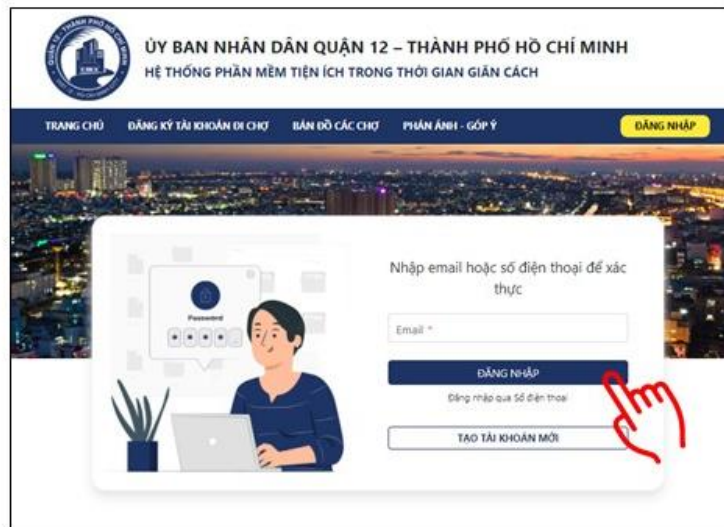 ỦY BAN NHÂN DÂN QUẬN 12 – THÀNH PHỐ HỒ CHÍ MINH
HỆ THỐNG PHẦN MỀM TIỆN ÍCH TRONG THỜI GIAN GIÃN CÁCH
TRANG CHỦ ĐĂNG KÝ TÀI KHOẢN ĐI CHỢ BẢN ĐỒ CÁC CHỢ PHẢN ÁNH - GÓP Ý ĐĂNG NHẬP
Nhập email hoặc số điện thoại để xác
thực
Password
Email *
ĐĂNG NHẬP
Đăng nhập qua Số điện thoại
TẠO TÀI KHOẢN MỚI